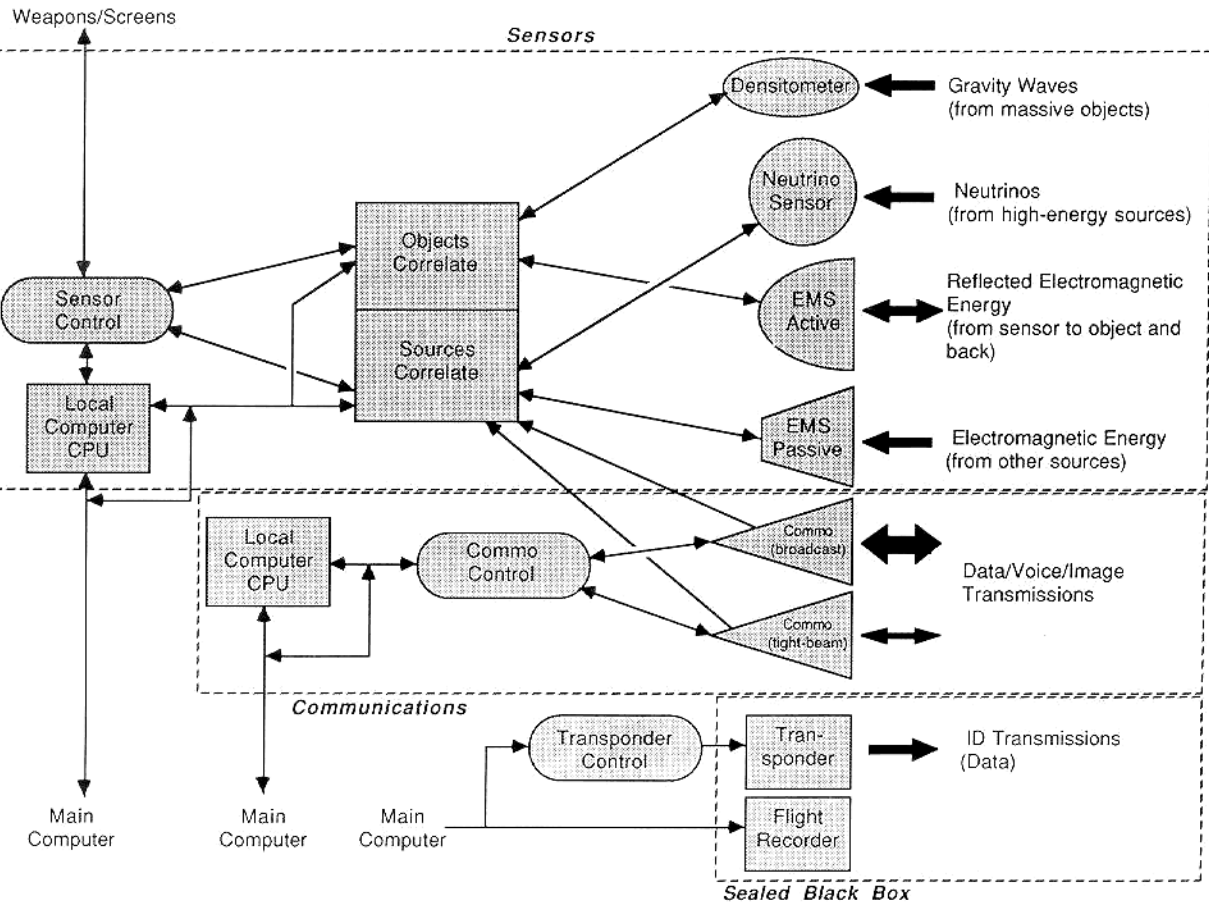 Weapons/Screens
Sensors
Densitometer
Gravity Waves
(from massive objects)
Neutrino
Sensor
Neutrinos
(from high-energy sources)
Objects
Correlate
Sensor
Control
EMS
Active
Reflected Electromagnetic
Energy
(from sensor to object and
back)
Sources
Correlate
Local
Computer
CPU
EMS
Passive
Electromagnetic Energy
(from other sources)
Local
Computer
CPU
Commo
Control
Commo
(broadcast)
Data/Voice/Image
Transmissions
Commo
(tight-beam)
Communications
Transponder
Control
Tran-
sponder
ID Transmissions
(Data)
Main
Computer
Main
Computer
Main
Computer
Flight
Recorder
Sealed Black Box